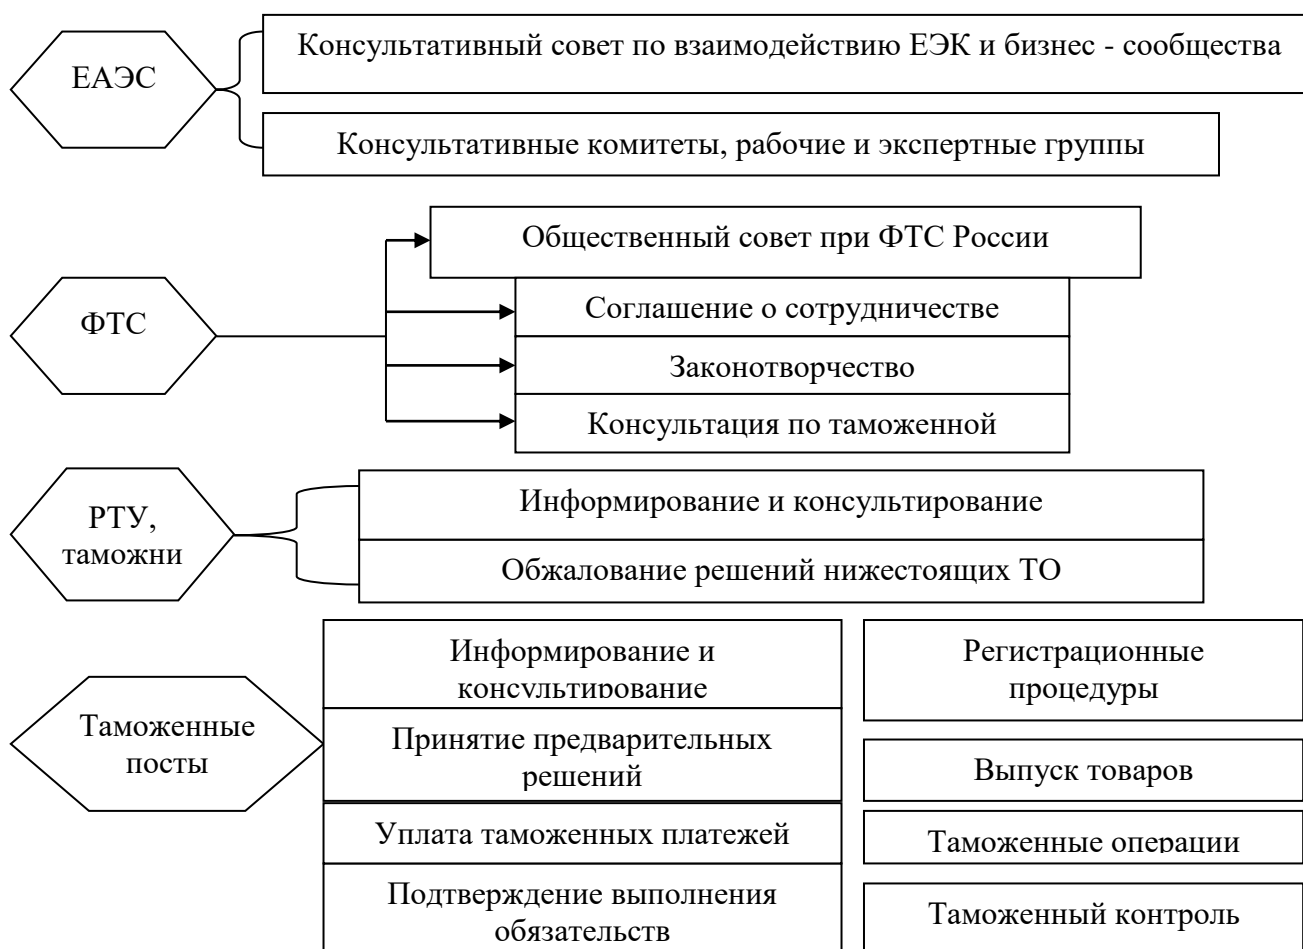 ЕАЭС
Консультативный совет по взаимодействию ЕЭК и бизнес - сообщества
Консультативные комитеты, рабочие и экспертные группы
ФТС
Общественный совет при ФТС России
Соглашение о сотрудничестве
Законотворчество
Консультация по таможенной
РТУ,
таможни
Информирование и консультирование
Обжалование решений нижестоящих ТО
Таможенные
посты
Информирование и
консультирование
Принятие предварительных
решений
Уплата таможенных платежей
Подтверждение выполнения
обязательств
Регистрационные
процедуры
Выпуск товаров
Таможенные операции
Таможенный контроль